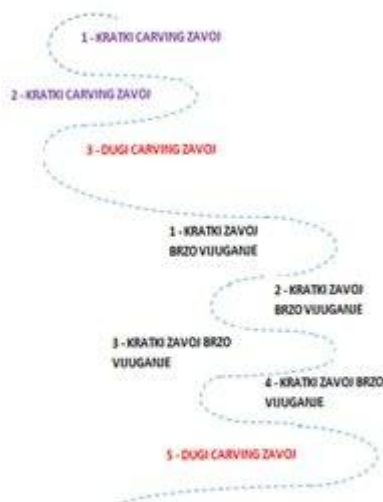 1 - KRATKI CARVING ZAVOJ
2 - KRATKI CARVING ZAVOJ
3 - DUGI CARVING ZAVOJ
1 - KRATKI ZAVOJ
BRZO VIJUGANJE
2 - KRATKI ZAVOJ
BRZO VIJUGANJE
3 - KRATKI ZAVOJ BRZO
VIJUGANJE
4 - KRATKI ZAVOJ BRZO
VIJUGANJE
5 - DUGI CARVING ZAVOJ